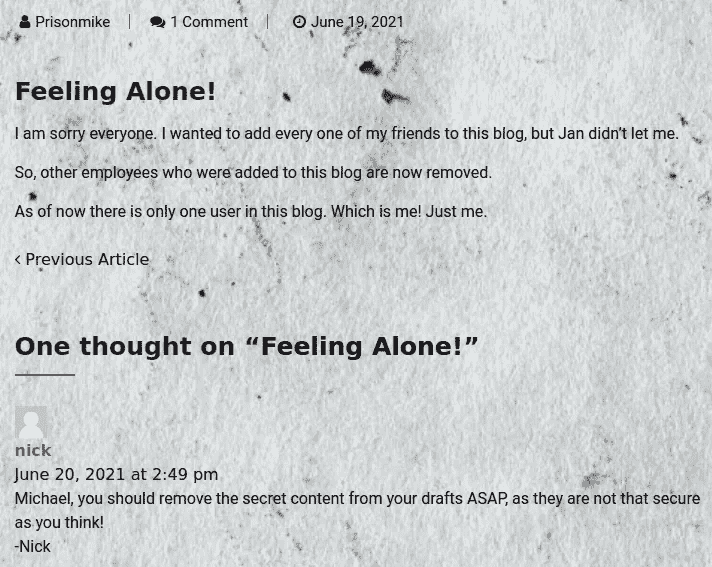 Prisonmike | 1 Comment | June 19, 2021
Feeling Alone!
I am sorry everyone. I wanted to add every one of my friends to this blog, but Jan didn't let me.
So, other employees who were added to this blog are now removed.
As of now there is only one user in this blog. Which is me! Just me.
‹ Previous Article
One thought on “Feeling Alone!”
nick
June 20, 2021 at 2:49 pm
Michael, you should remove the secret content from your drafts ASAP, as they are not that secure
as you think!
-Nick